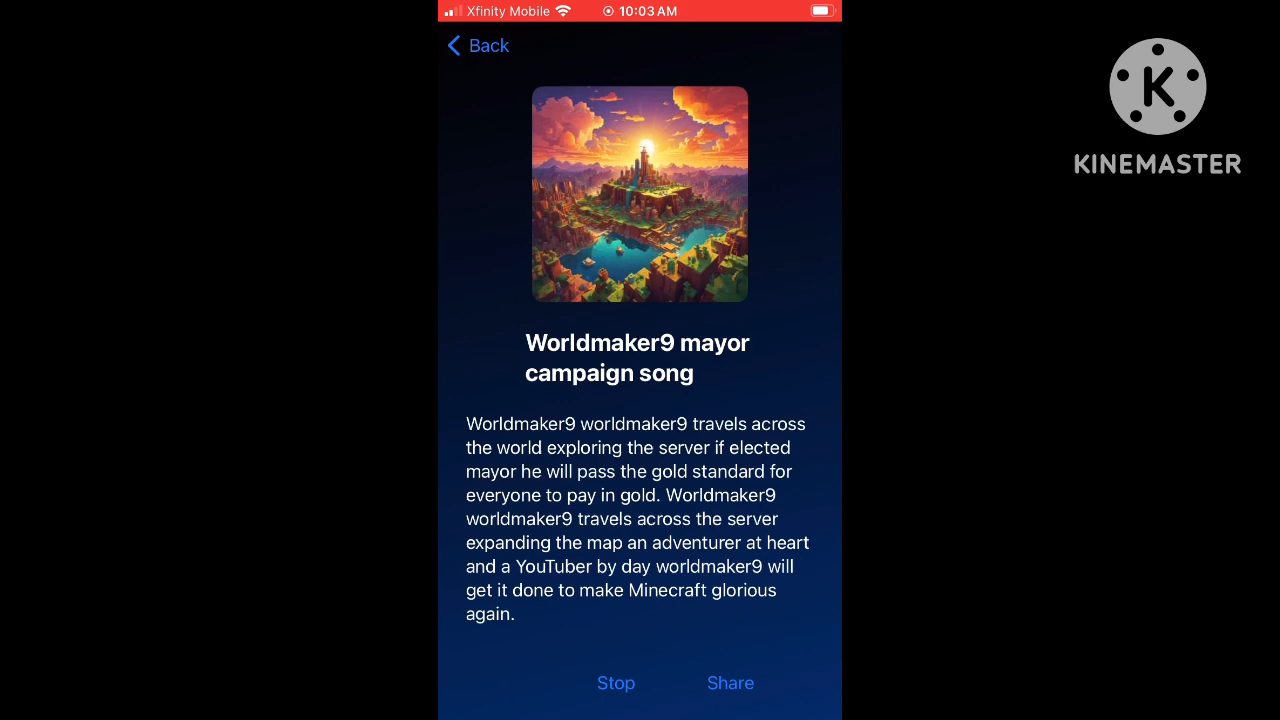 Xfinity Mobile 10:03 AM
Back
KINEMASTER
Worldmaker9 mayor
campaign song
Worldmaker9 worldmaker9 travels across
the world exploring the server if elected
mayor he will pass the gold standard for
everyone to pay in gold. Worldmaker9
worldmaker9 travels across the server
expanding the map an adventurer at heart
and a YouTuber by day worldmaker9 will
get it done to make Minecraft glorious
again.
Stop Share